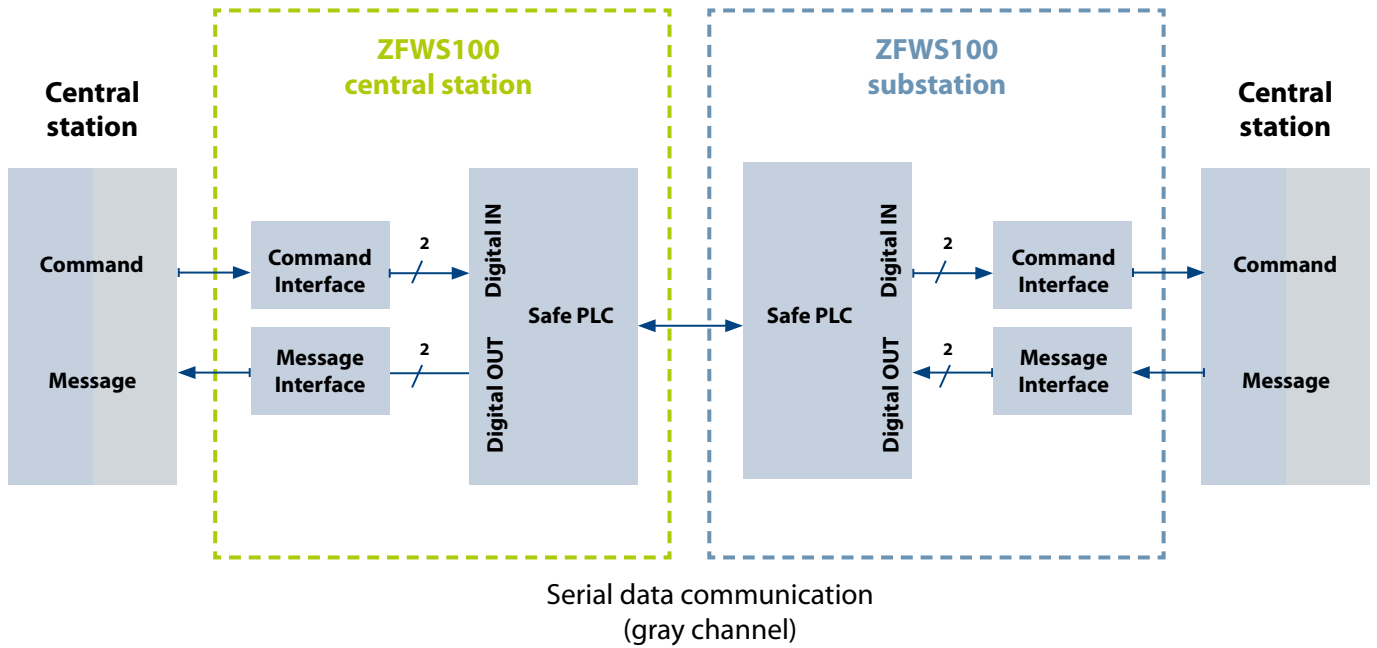 Central
station
ZFWS100
central station
ZFWS100
substation
Central
station
Command
Message
Command
Interface
2
Message
Interface
2
Digital IN
Digital OUT
Safe PLC
Safe PLC
Digital IN
Digital OUT
2
Command
Interface
2
Message
Interface
Command
Message
Serial data communication
(gray channel)